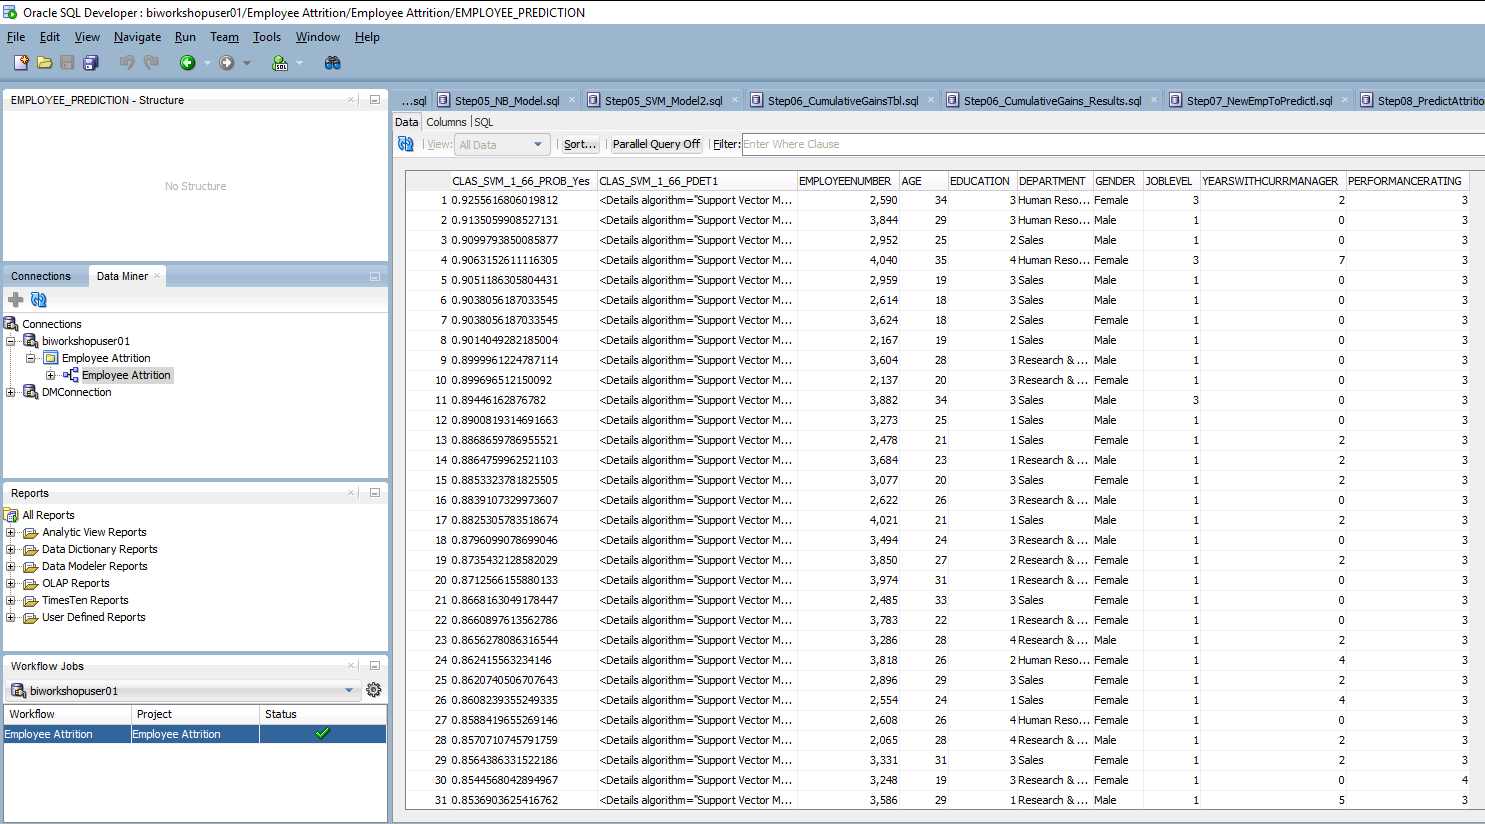 Oracle SQL Developer : biworkshopuser01/Employee Attrition/Employee Attrition/EMPLOYEE_PREDICTION
File Edit View Navigate Run Team Tools Window Help
EMPLOYEE_PREDICTION - Structure
No Structure
Connections Data Miner
Connections
biworkshopuser01
Employee Attrition
Employee Attrition
DMConnection
Reports
All Reports
Analytic View Reports
Data Dictionary Reports
Data Modeler Reports
OLAP Reports
TimesTen Reports
User Defined Reports
Workflow Jobs
biworkshopuser01
Workflow Project Status
Employee Attrition Employee Attrition
...sql Step05_NB_Model.sql Step05_SVM_Model2.sql Step06_CumulativeGainsTbl.sql Step06_CumulativeGains_Results.sql Step07_NewEmpToPredictl.sql Step08_PredictAttritio
Data Columns SQL
View: All Data Sort... Parallel Query Off Filter: Enter Where Clause
CLAS_SVM_1_66_PROB_Yes CLAS_SVM_1_66_PDET1 EMPLOYEENUMBER AGE EDUCATION DEPARTMENT GENDER JOBLEVEL YEARSWITHCURRMANAGER PERFORMANCERATING
1 0.9255616806019812 <Details algorithm="Support Vector M... 2,590 34 3 Human Reso... Female 3 2 3
2 0.9135059908527131 <Details algorithm="Support Vector M... 3,844 29 3 Human Reso... Male 1 0 3
3 0.9099793850085877 <Details algorithm="Support Vector M... 2,952 25 2 Sales Male 1 0 3
4 0.9063152611116305 <Details algorithm="Support Vector M... 4,040 35 4 Human Reso... Female 3 7 3
5 0.9051186305804431 <Details algorithm="Support Vector M... 2,959 19 3 Sales Male 1 0 3
6 0.9038056187033545 <Details algorithm="Support Vector M... 2,614 18 3 Sales Male 1 0 3
7 0.9038056187033545 <Details algorithm="Support Vector M... 3,624 18 2 Sales Female 1 0 3
8 0.9014049282185004 <Details algorithm="Support Vector M... 2,167 19 1 Sales Male 1 0 3
9 0.8999961224787114 <Details algorithm="Support Vector M... 3,604 28 3 Research & ... Male 1 0 3
10 0.899696512150092 <Details algorithm="Support Vector M... 2,137 20 3 Research & ... Female 1 0 3
11 0.89446162876782 <Details algorithm="Support Vector M... 3,882 34 3 Sales Male 3 0 3
12 0.8900819314691663 <Details algorithm="Support Vector M... 3,273 25 1 Sales Male 1 0 3
13 0.8868659786955521 <Details algorithm="Support Vector M... 2,478 21 1 Sales Female 1 2 3
14 0.8864759962521103 <Details algorithm="Support Vector M... 3,684 23 1 Research & ... Male 1 2 3
15 0.8853323781825505 <Details algorithm="Support Vector M... 3,077 20 3 Sales Female 1 2 3
16 0.8839107329973607 <Details algorithm="Support Vector M... 2,622 26 3 Research & ... Male 1 0 3
17 0.8825305783518674 <Details algorithm="Support Vector M... 4,021 21 1 Sales Male 1 2 3
18 0.8796099078699046 <Details algorithm="Support Vector M... 3,494 24 3 Research & ... Male 1 0 3
19 0.8735432128582029 <Details algorithm="Support Vector M... 3,850 27 2 Research & ... Female 1 2 3
20 0.8712566155880133 <Details algorithm="Support Vector M... 3,974 31 1 Research & ... Female 1 0 3
21 0.8668163049178447 <Details algorithm="Support Vector M... 2,485 33 3 Sales Female 1 0 3
22 0.8660897613562786 <Details algorithm="Support Vector M... 3,783 22 1 Research & ... Female 1 0 3
23 0.8656278086316544 <Details algorithm="Support Vector M... 3,286 28 4 Research & ... Male 1 2 3
24 0.862415563234146 <Details algorithm="Support Vector M... 3,818 26 2 Human Reso... Female 1 4 3
25 0.8620740506707643 <Details algorithm="Support Vector M... 2,896 29 3 Sales Female 1 2 3
26 0.8608239355249335 <Details algorithm="Support Vector M... 2,554 24 1 Sales Female 1 4 3
27 0.8588419655269146 <Details algorithm="Support Vector M... 2,608 26 4 Human Reso... Female 1 0 3
28 0.8570710745791759 <Details algorithm="Support Vector M... 2,065 28 4 Research & ... Male 1 2 3
29 0.8564386331522186 <Details algorithm="Support Vector M... 3,331 31 3 Sales Female 1 2 3
30 0.8544568042894967 <Details algorithm="Support Vector M... 3,248 19 3 Research & ... Female 1 0 4
31 0.8536903625416762 <Details algorithm="Support Vector M... 3,586 29 1 Research & ... Male 1 5 3